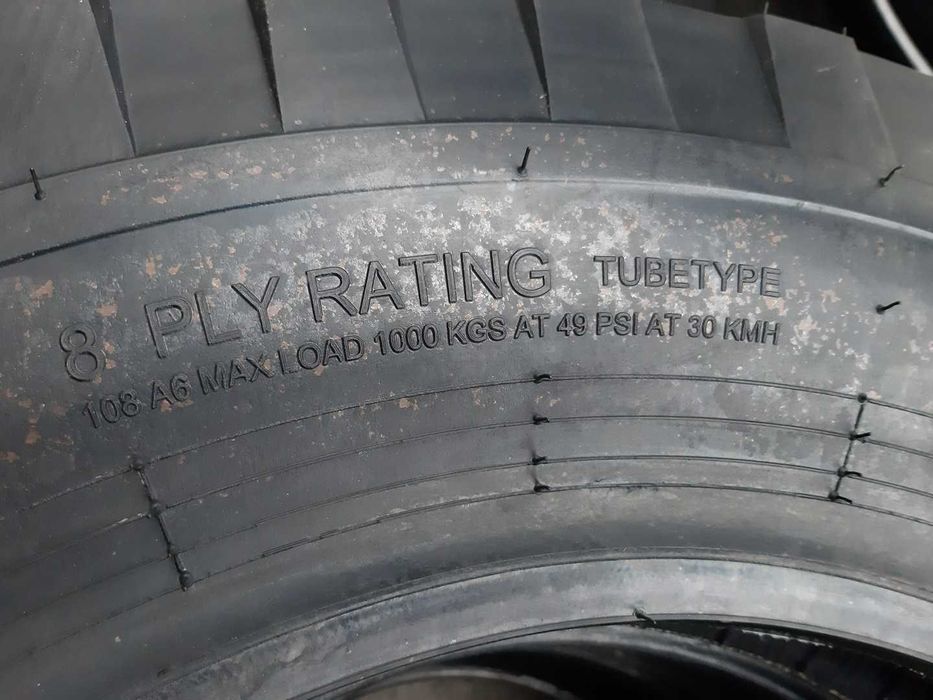 8 PLY RATING TUBETYPE
108 A6 MAX LOAD 1000 KGS AT 49 PSI AT 30 KMH